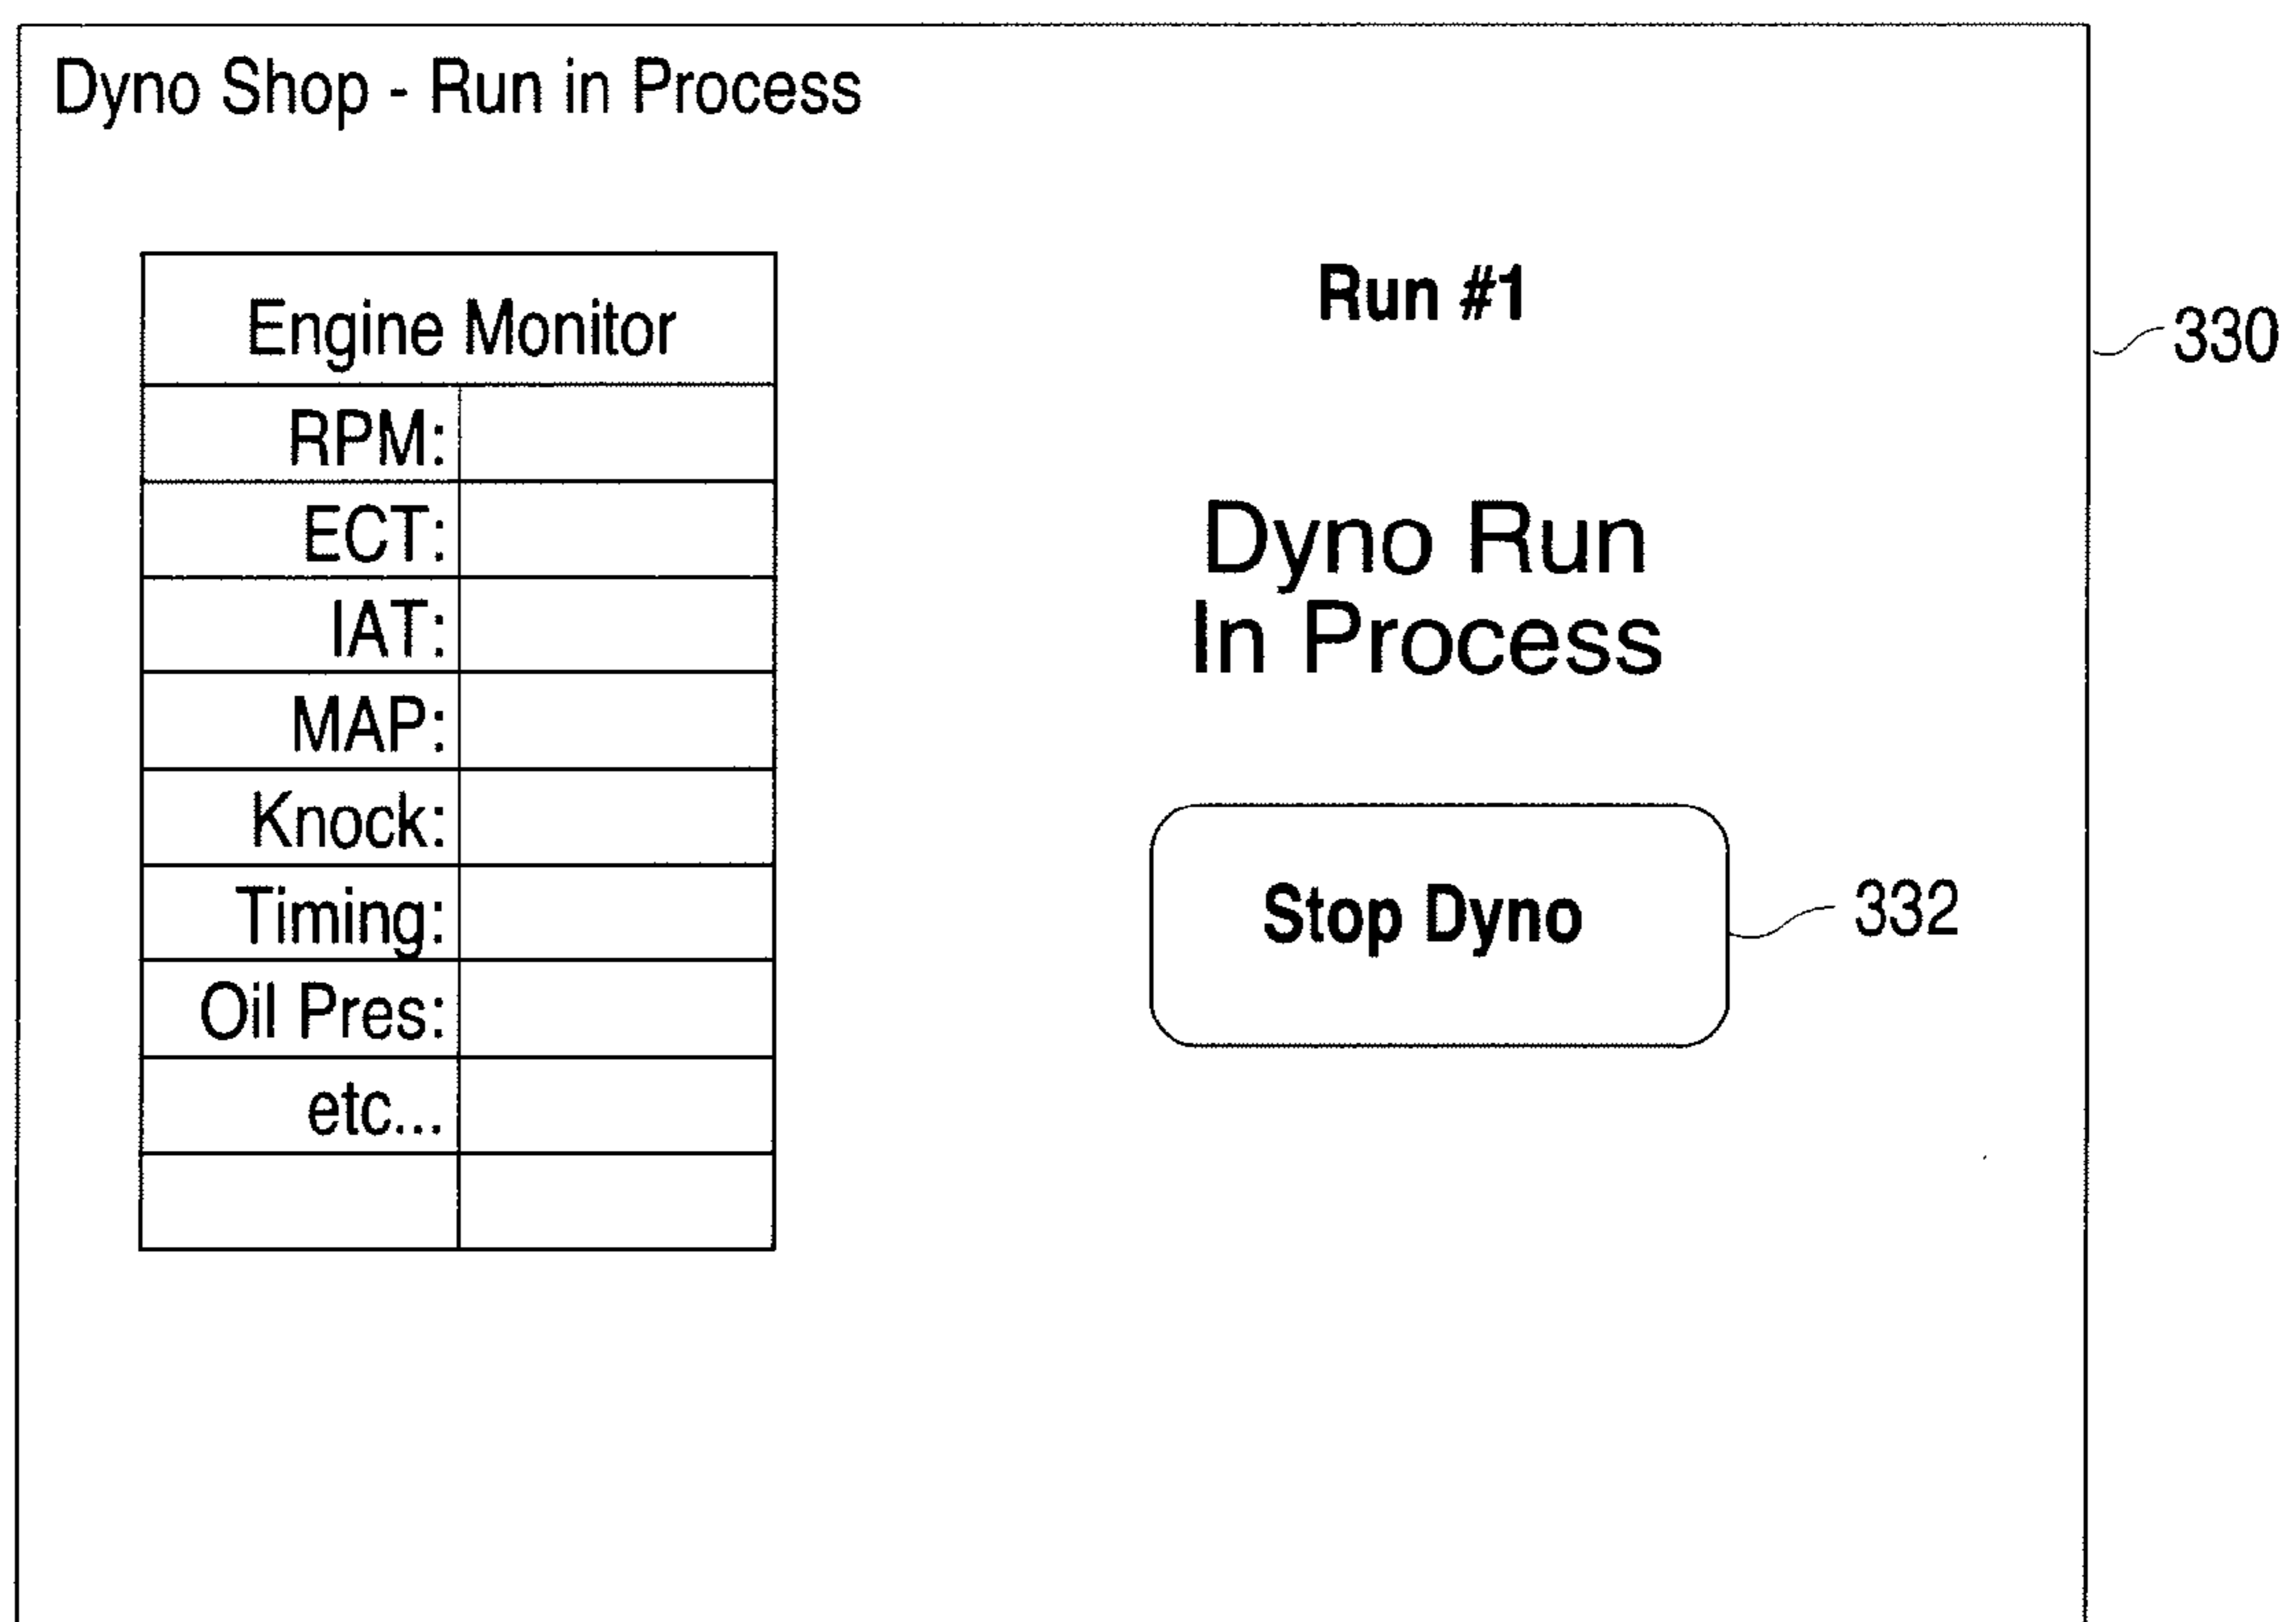 Dyno Shop - Run in Process
Engine Monitor
RPM:
ECT:
IAT:
MAP:
Knock:
Timing:
Oil Pres:
etc...
Run #1
330
Dyno Run
In Process
Stop Dyno
332